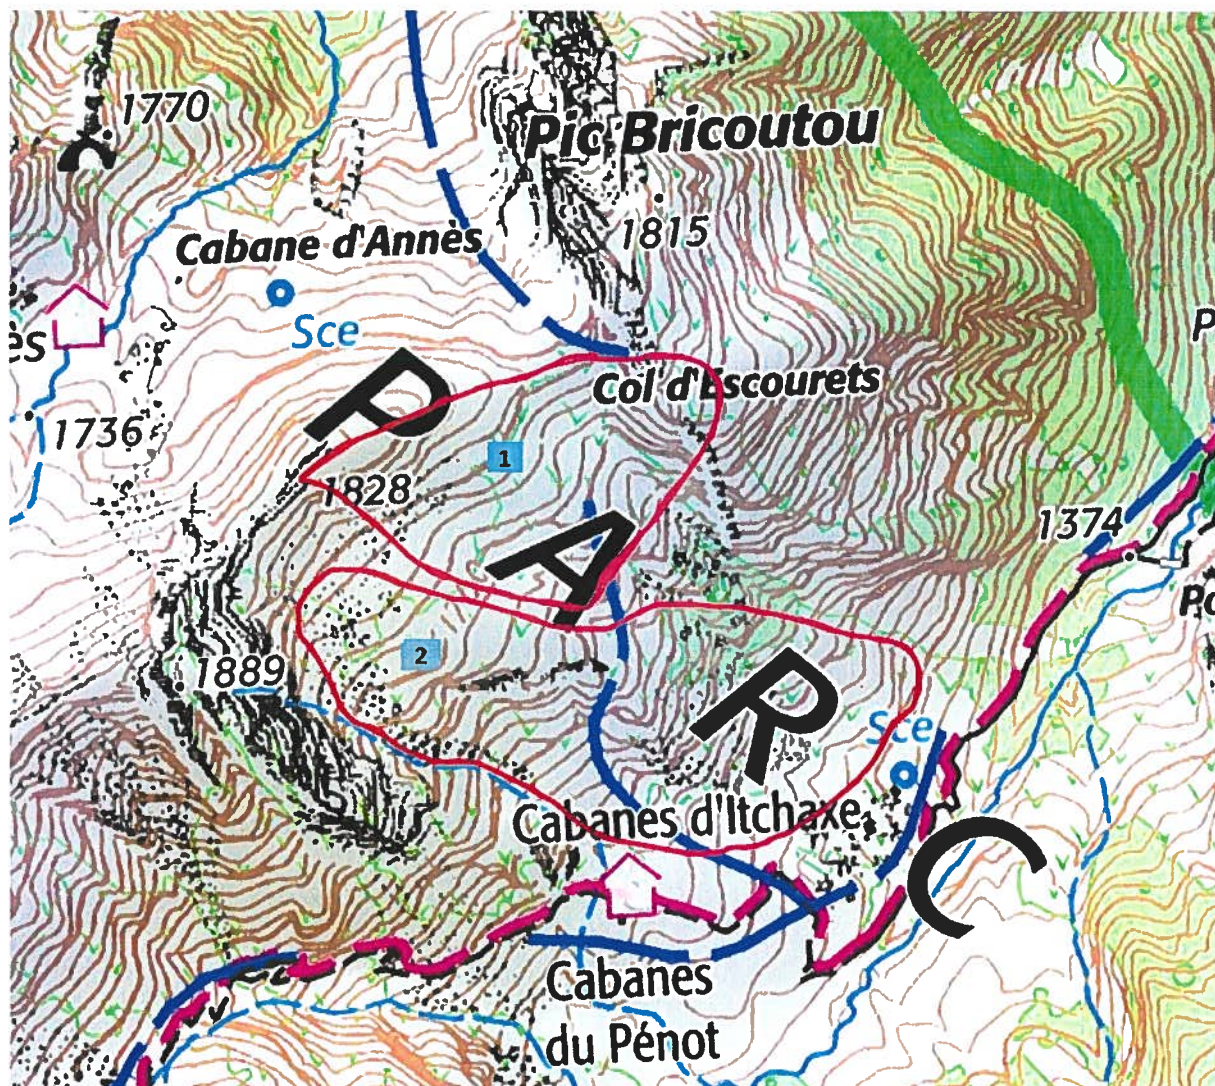 1770
Pic Bricoutou
1815
Cabane d'Annès
Sce
ès
P
1736
Col d'Escourets
1
1828
1374
PARC
2
1889
Sce
Cabanes d'Itchaxe
Cabanes
du Pénot